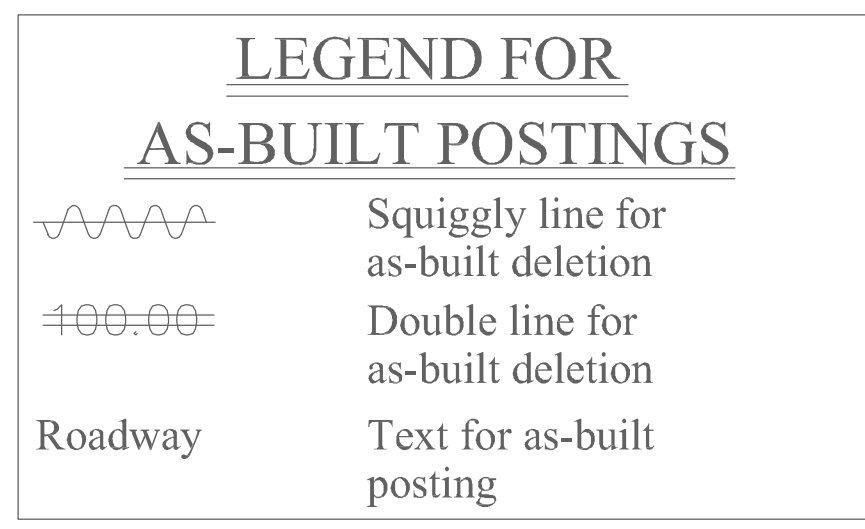 LEGEND FOR
AS-BUILT POSTINGS
Squiggly line for
as-built deletion
100.00
Double line for
as-built deletion
Roadway
Text for as-built
posting